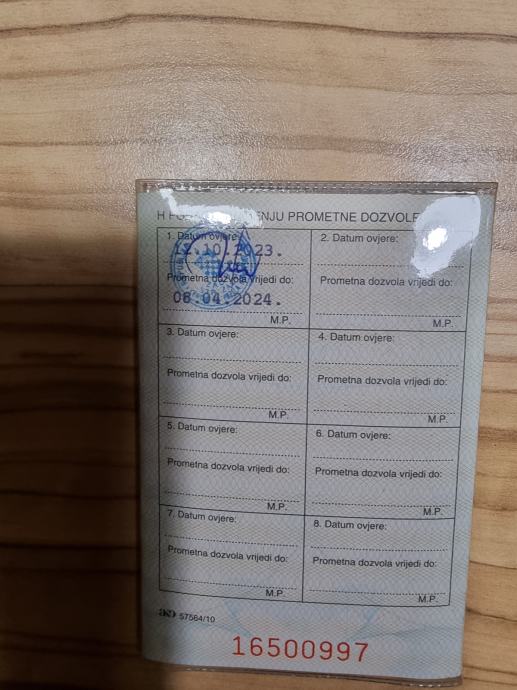 H PO ENJU PROMETNE DOZVOLE
1. Datum ovjere: 2. Datum ovjere:
12.10.2023.
Prometna dozvola vrijedi do: Prometna dozvola vrijedi do:
08.04.2024.
M.P. M.P.
3. Datum ovjere: 4. Datum ovjere:
Prometna dozvola vrijedi do: Prometna dozvola vrijedi do:
M.P. M.P.
5. Datum ovjere: 6. Datum ovjere:
Prometna dozvola vrijedi do: Prometna dozvola vrijedi do:
M.P. M.P.
7. Datum ovjere: 8. Datum ovjere:
Prometna dozvola vrijedi do: Prometna dozvola vrijedi do:
M.P. M.P.
57564/10
16500997